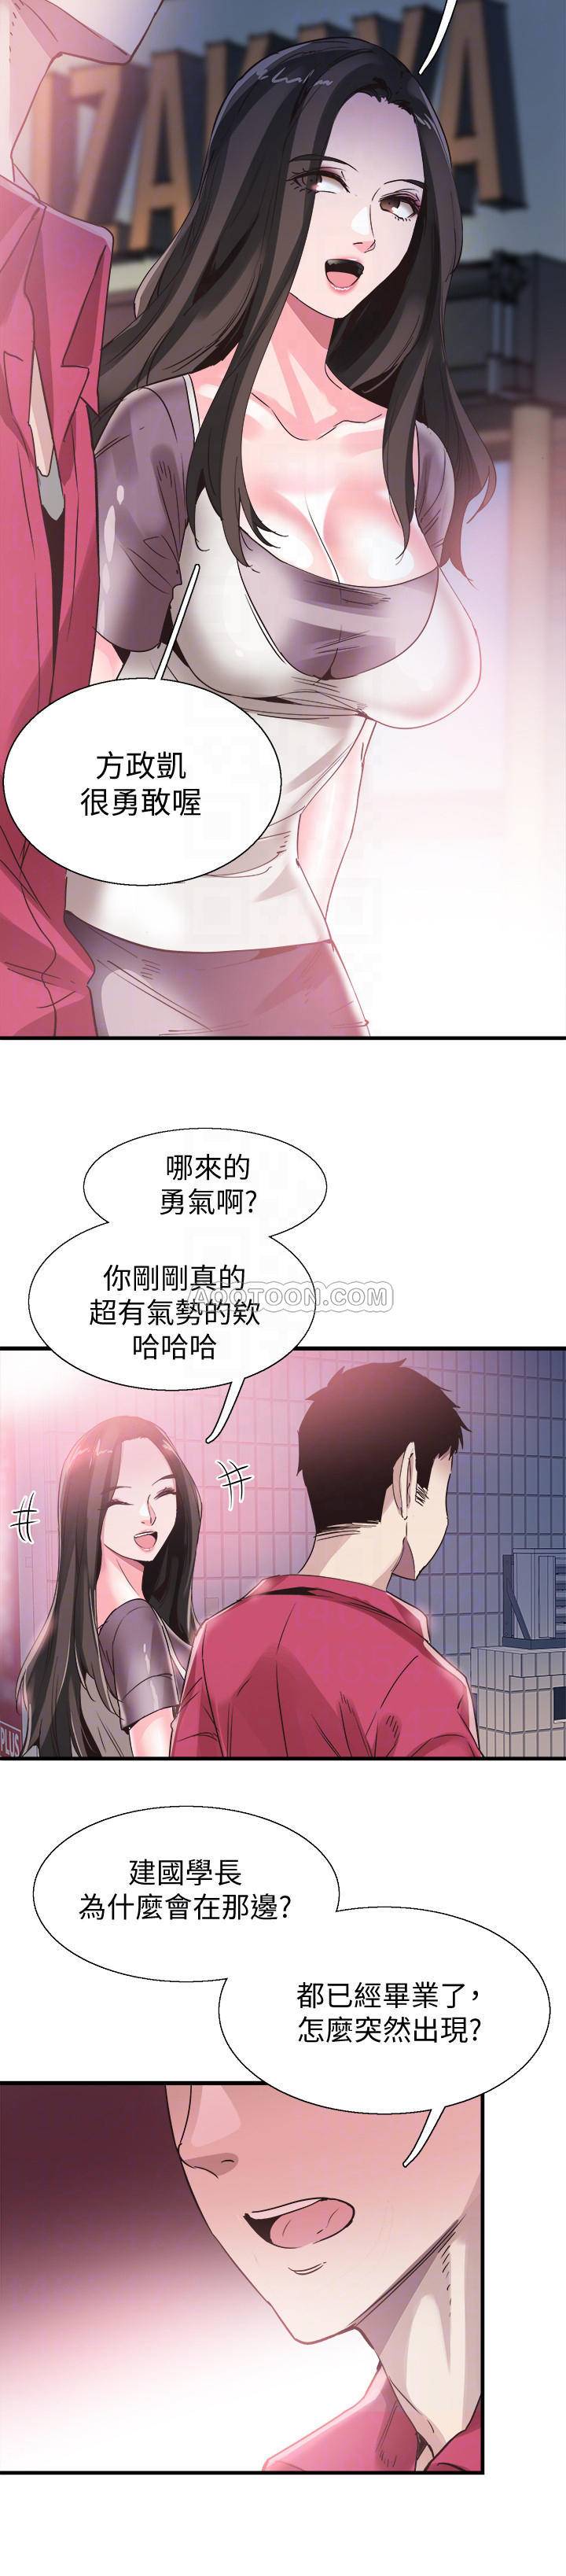 IZAKAYA
方政凱
很勇敢喔
哪來的
勇氣啊?
你剛剛真的
超有氣勢的欸
哈哈哈
AQQTOON.COM
PLUS
建國學長
為什麼會在那邊?
都已經畢業了,
怎麼突然出現?